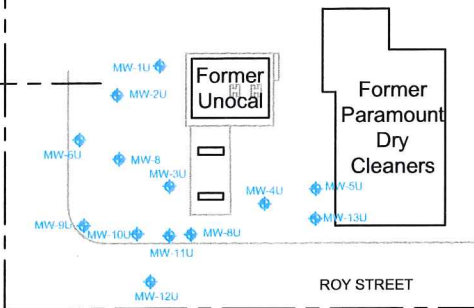 MW-1U
MW-2U
Former
Unocal
Former
Paramount
Dry
Cleaners
MW-6U
MW-8
MW-3U
MW-4U
MW-5U
MW-9U
MW-10U
MW-8U
MW-13U
MW-11U
MW-12U
ROY STREET